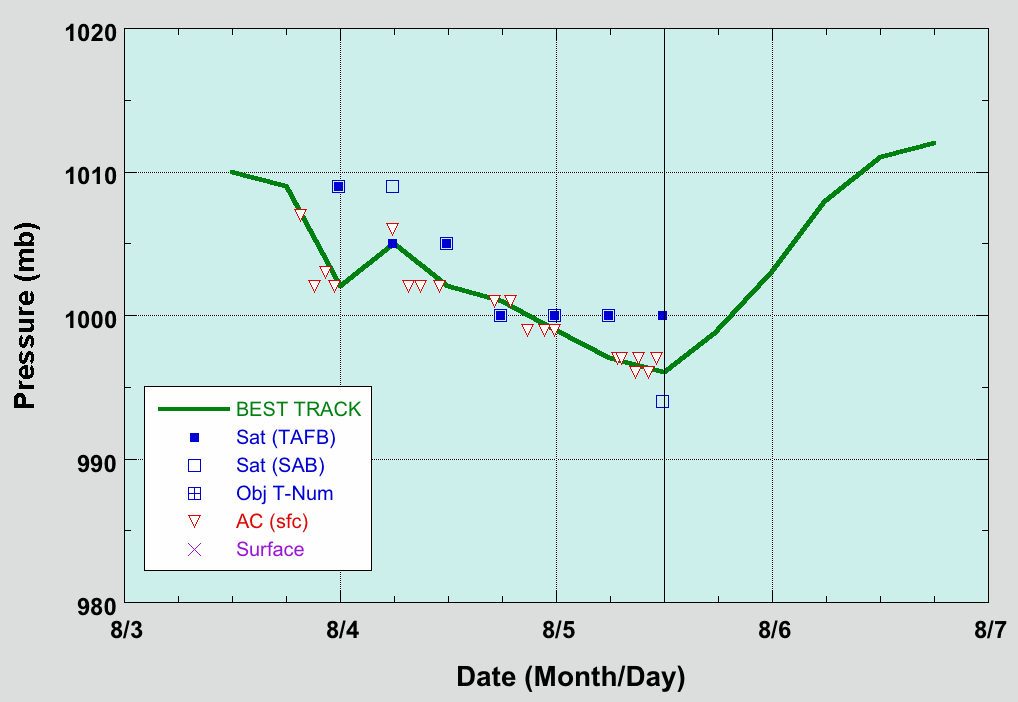 1020
1010
1000
990
980
Pressure (mb)
BEST TRACK
Sat (TAFB)
Sat (SAB)
Obj T-Num
AC (sfc)
Surface
8/3
8/4
8/5
8/6
8/7
Date (Month/Day)